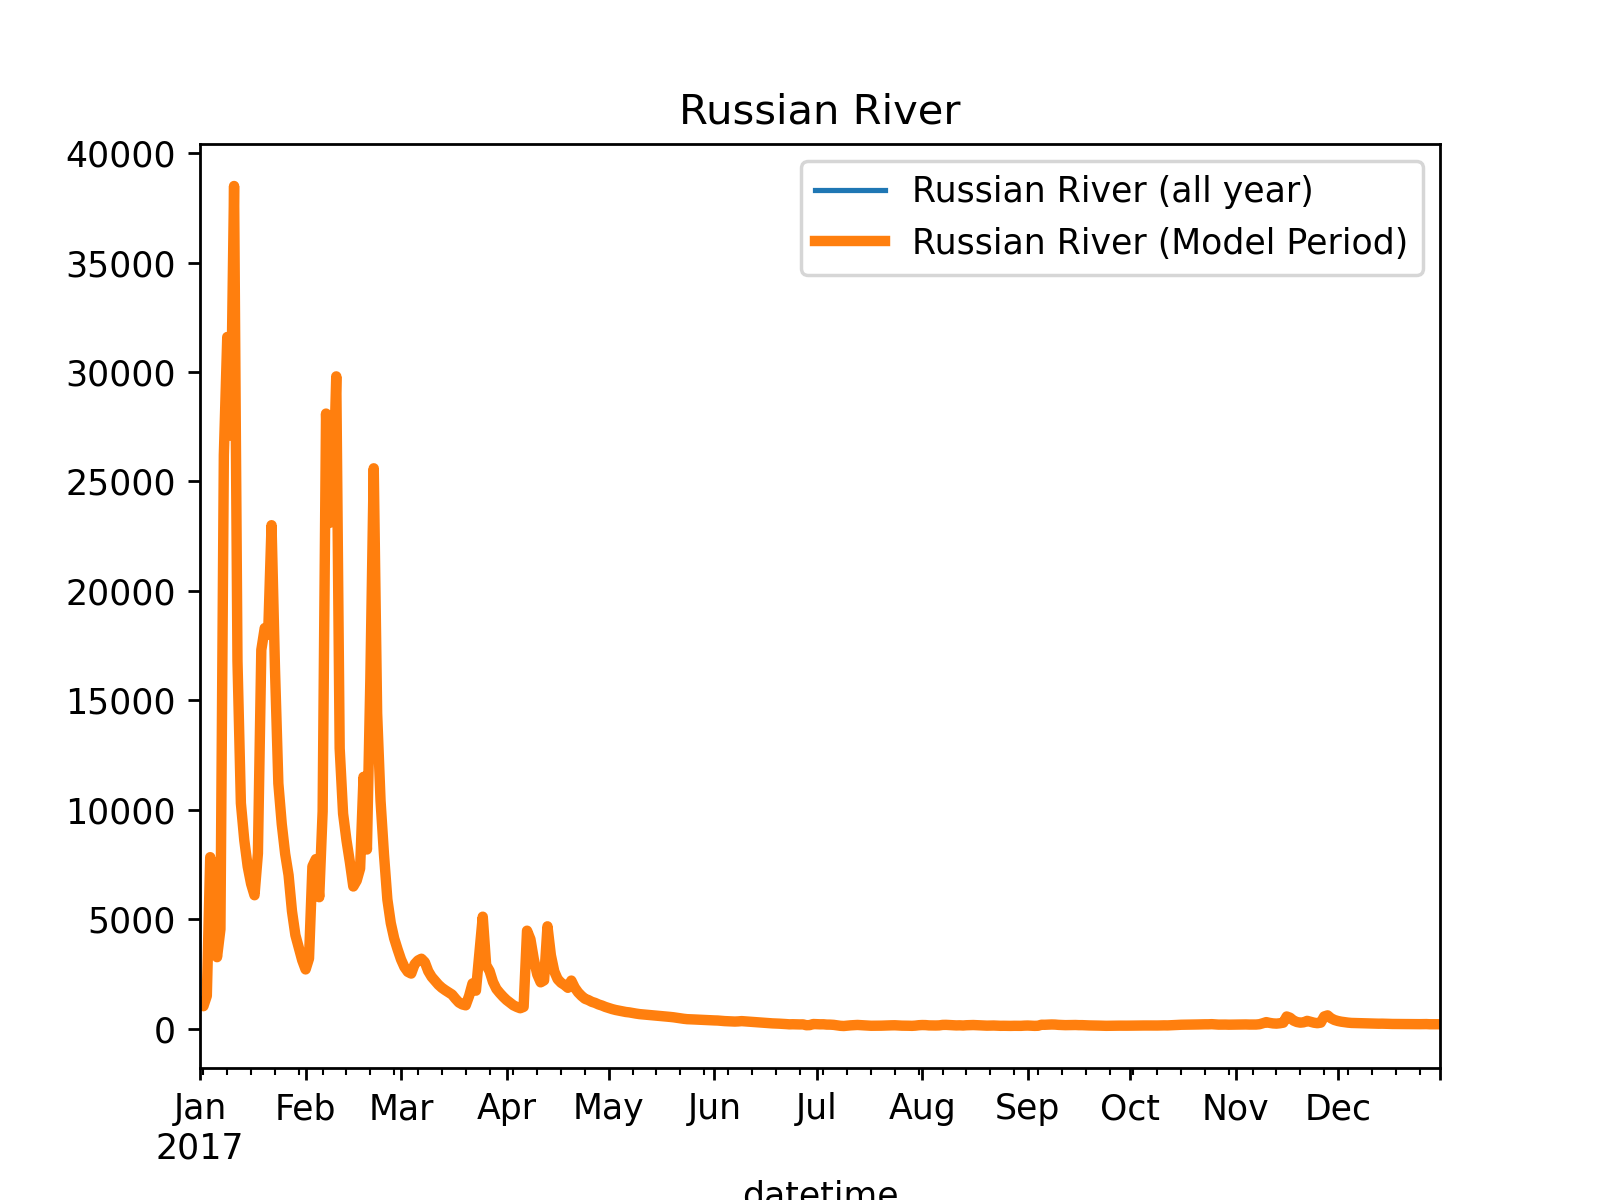 Russian River
40000
35000
30000
25000
20000
15000
10000
5000
0
Russian River (all year)
Russian River (Model Period)
Jan Feb Mar Apr May Jun Jul Aug Sep Oct Nov Dec
2017
datetime